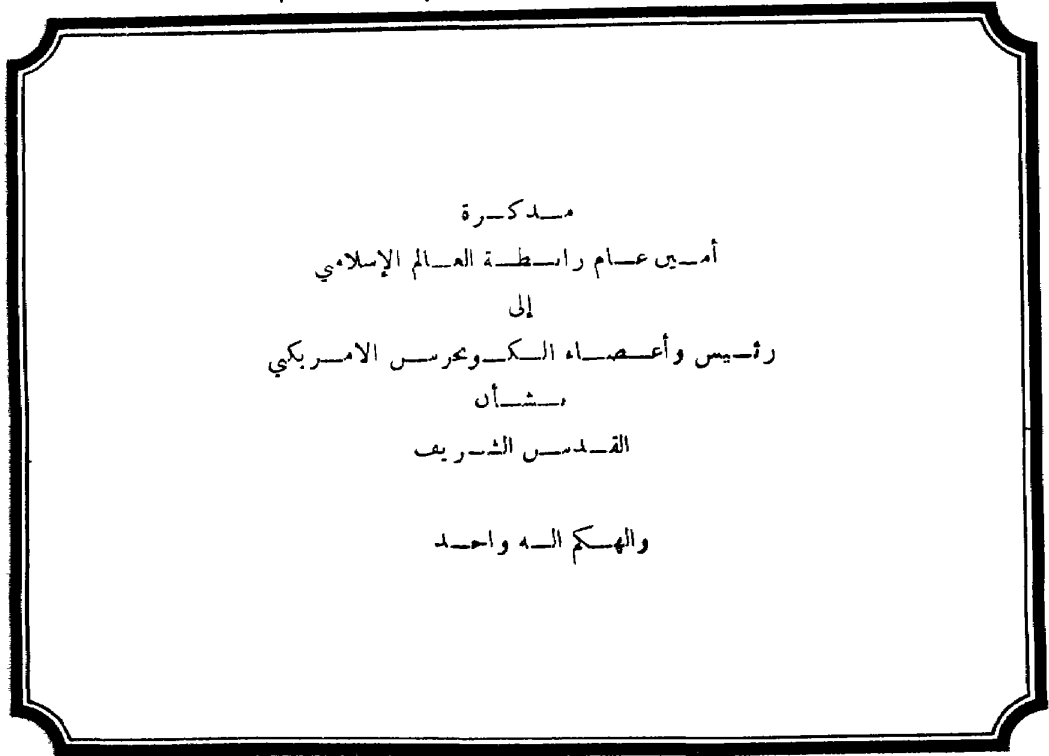 مذكرة
أمين عام رابطة العالم الإسلامي
إلى
رئيس وأعضاء الكونجرس الامريكي
بشأن
القدس الشريف
والهكم اله واحد